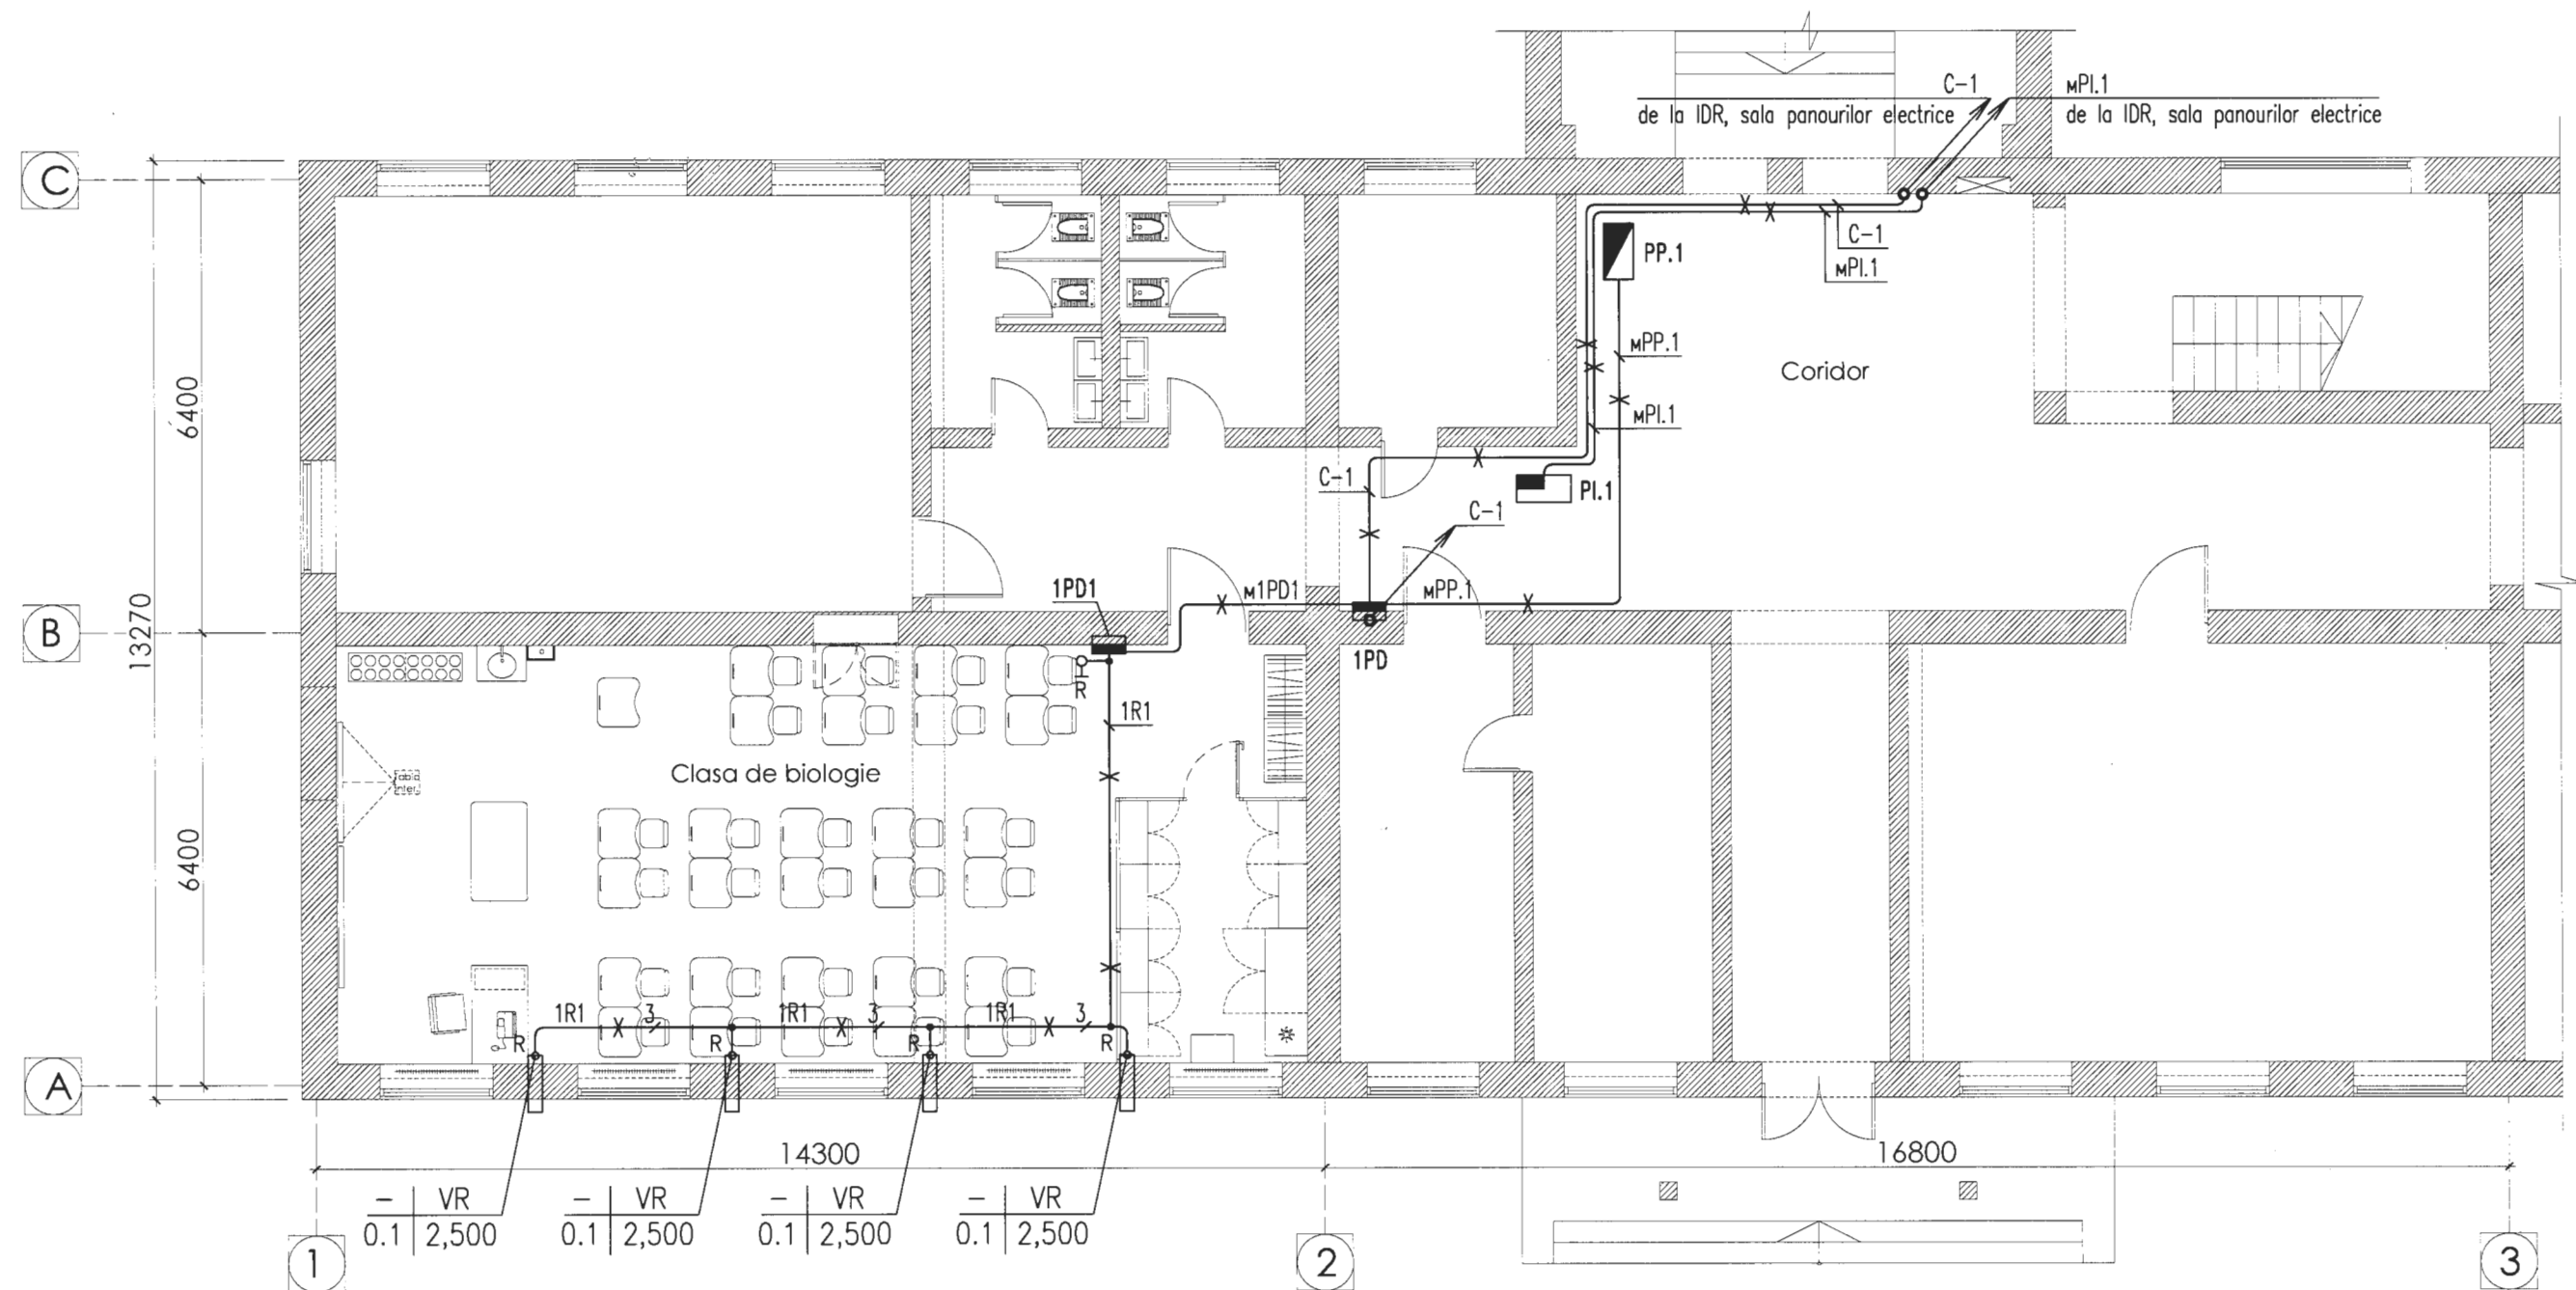 C-1
мPI.1
de la IDR, sala panourilor electrice
de la IDR, sala panourilor electrice
C
C-1
PP.1
мPI.1
мPP.1
Coridor
6400
мPI.1
C-1
PI.1
C-1
1PD1
м1PD1
мPP.1
13270
B
1PD
R
1R1
Clasa de biologie
Tabla
inter.
6400
1R1
3
1R1
3
1R1
3
R
R
R
R
A
14300
16800
– VR
0.1 2,500
– VR
0.1 2,500
– VR
0.1 2,500
– VR
0.1 2,500
1
2
3